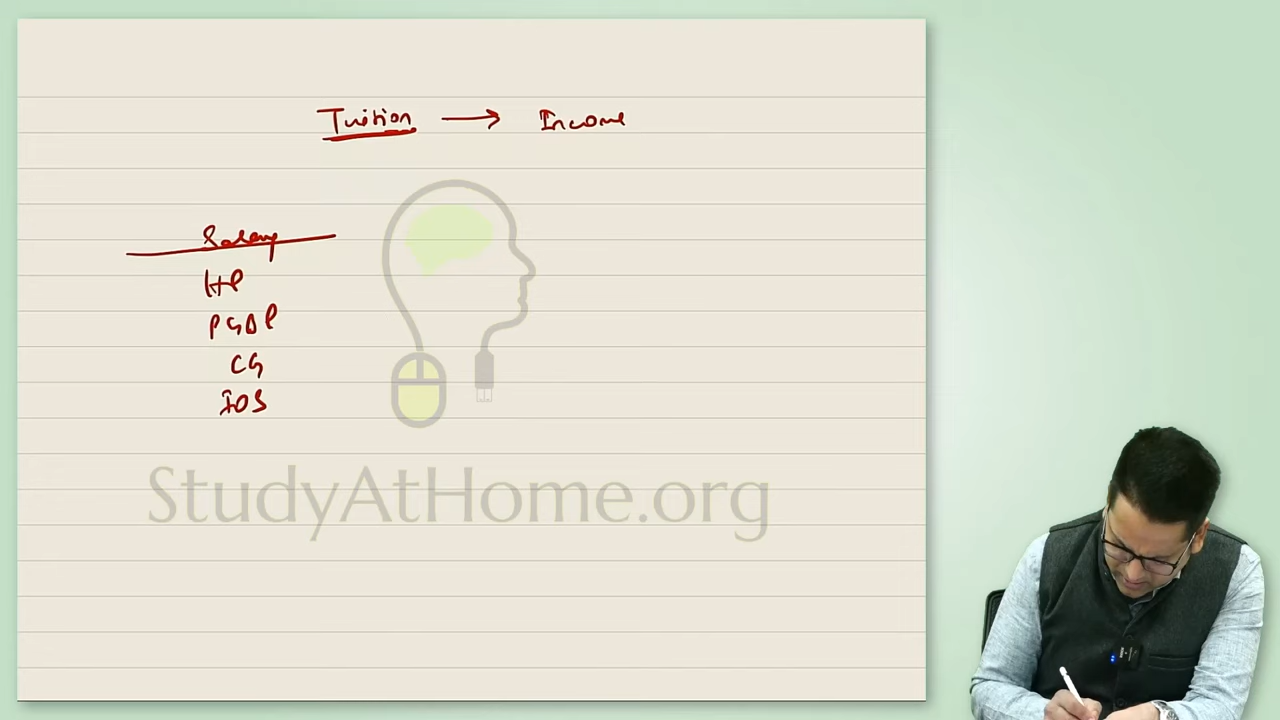 Tuition → Income
Salary
HP
PGBP
CG
IOS
StudyAtHome.org